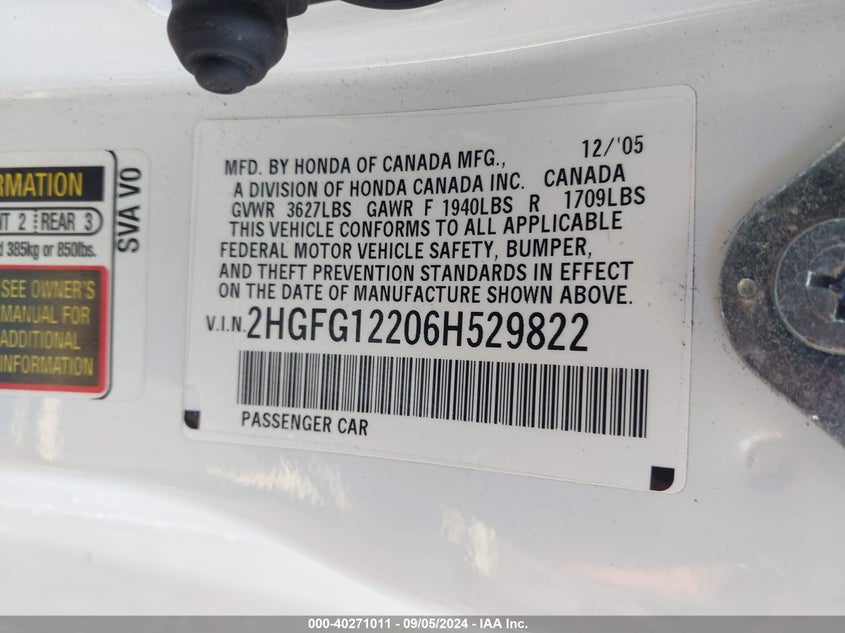 RMATION
NT 2 REAR 3
d 385kg or 850lbs.
SEE OWNER'S
MANUAL FOR
ADDITIONAL
INFORMATION
SVA V0
12/'05
MFD. BY HONDA OF CANADA MFG.,
A DIVISION OF HONDA CANADA INC. CANADA
GVWR 3627LBS GAWR F 1940LBS R 1709LBS
THIS VEHICLE CONFORMS TO ALL APPLICABLE
FEDERAL MOTOR VEHICLE SAFETY, BUMPER,
AND THEFT PREVENTION STANDARDS IN EFFECT
ON THE DATE OF MANUFACTURE SHOWN ABOVE.
V.I.N. 2HGFG12206H529822
PASSENGER CAR
000-40271011 - 09/05/2024 - IAA Inc.